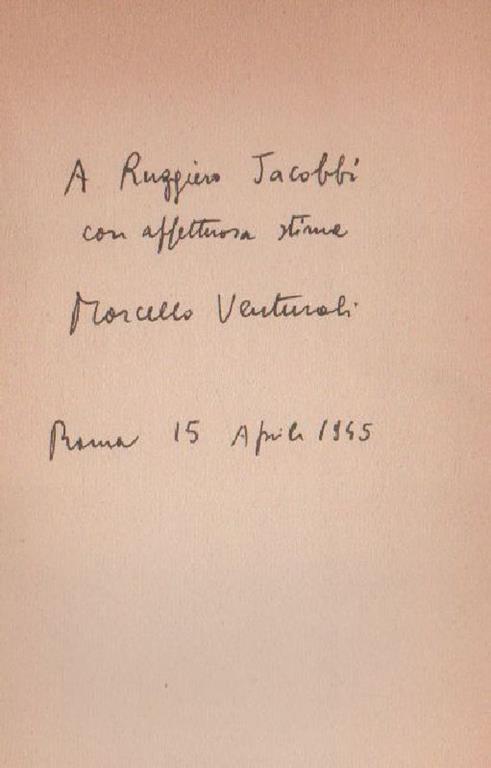 A Ruggiero Jacobbi
con affettuosa stima
Marcello Venturoli
Roma 15 Aprile 1945